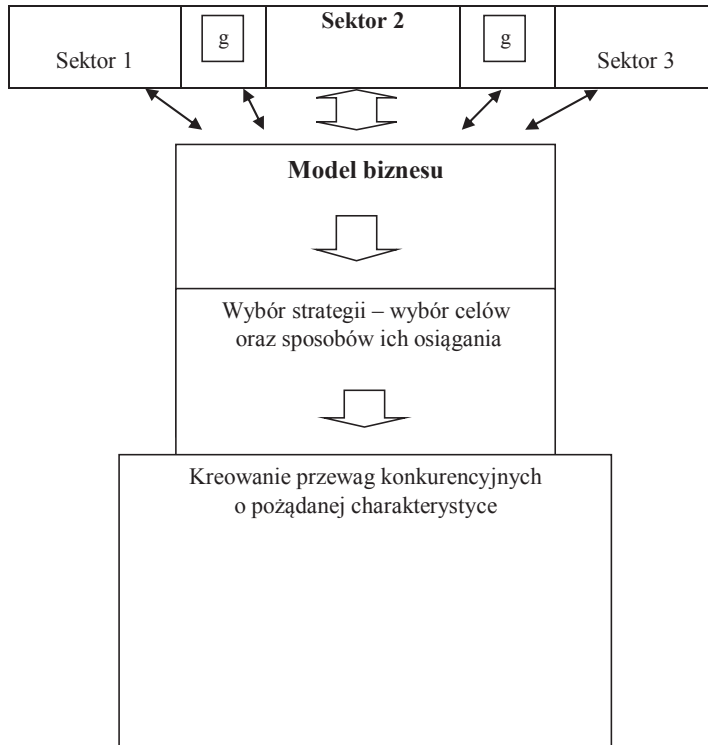 Sektor 1
g
Sektor 2
g
Sektor 3
Model biznesu
Wybór strategii – wybór celów
oraz sposobów ich osiągania
Kreowanie przewag konkurencyjnych
o pożądanej charakterystyce